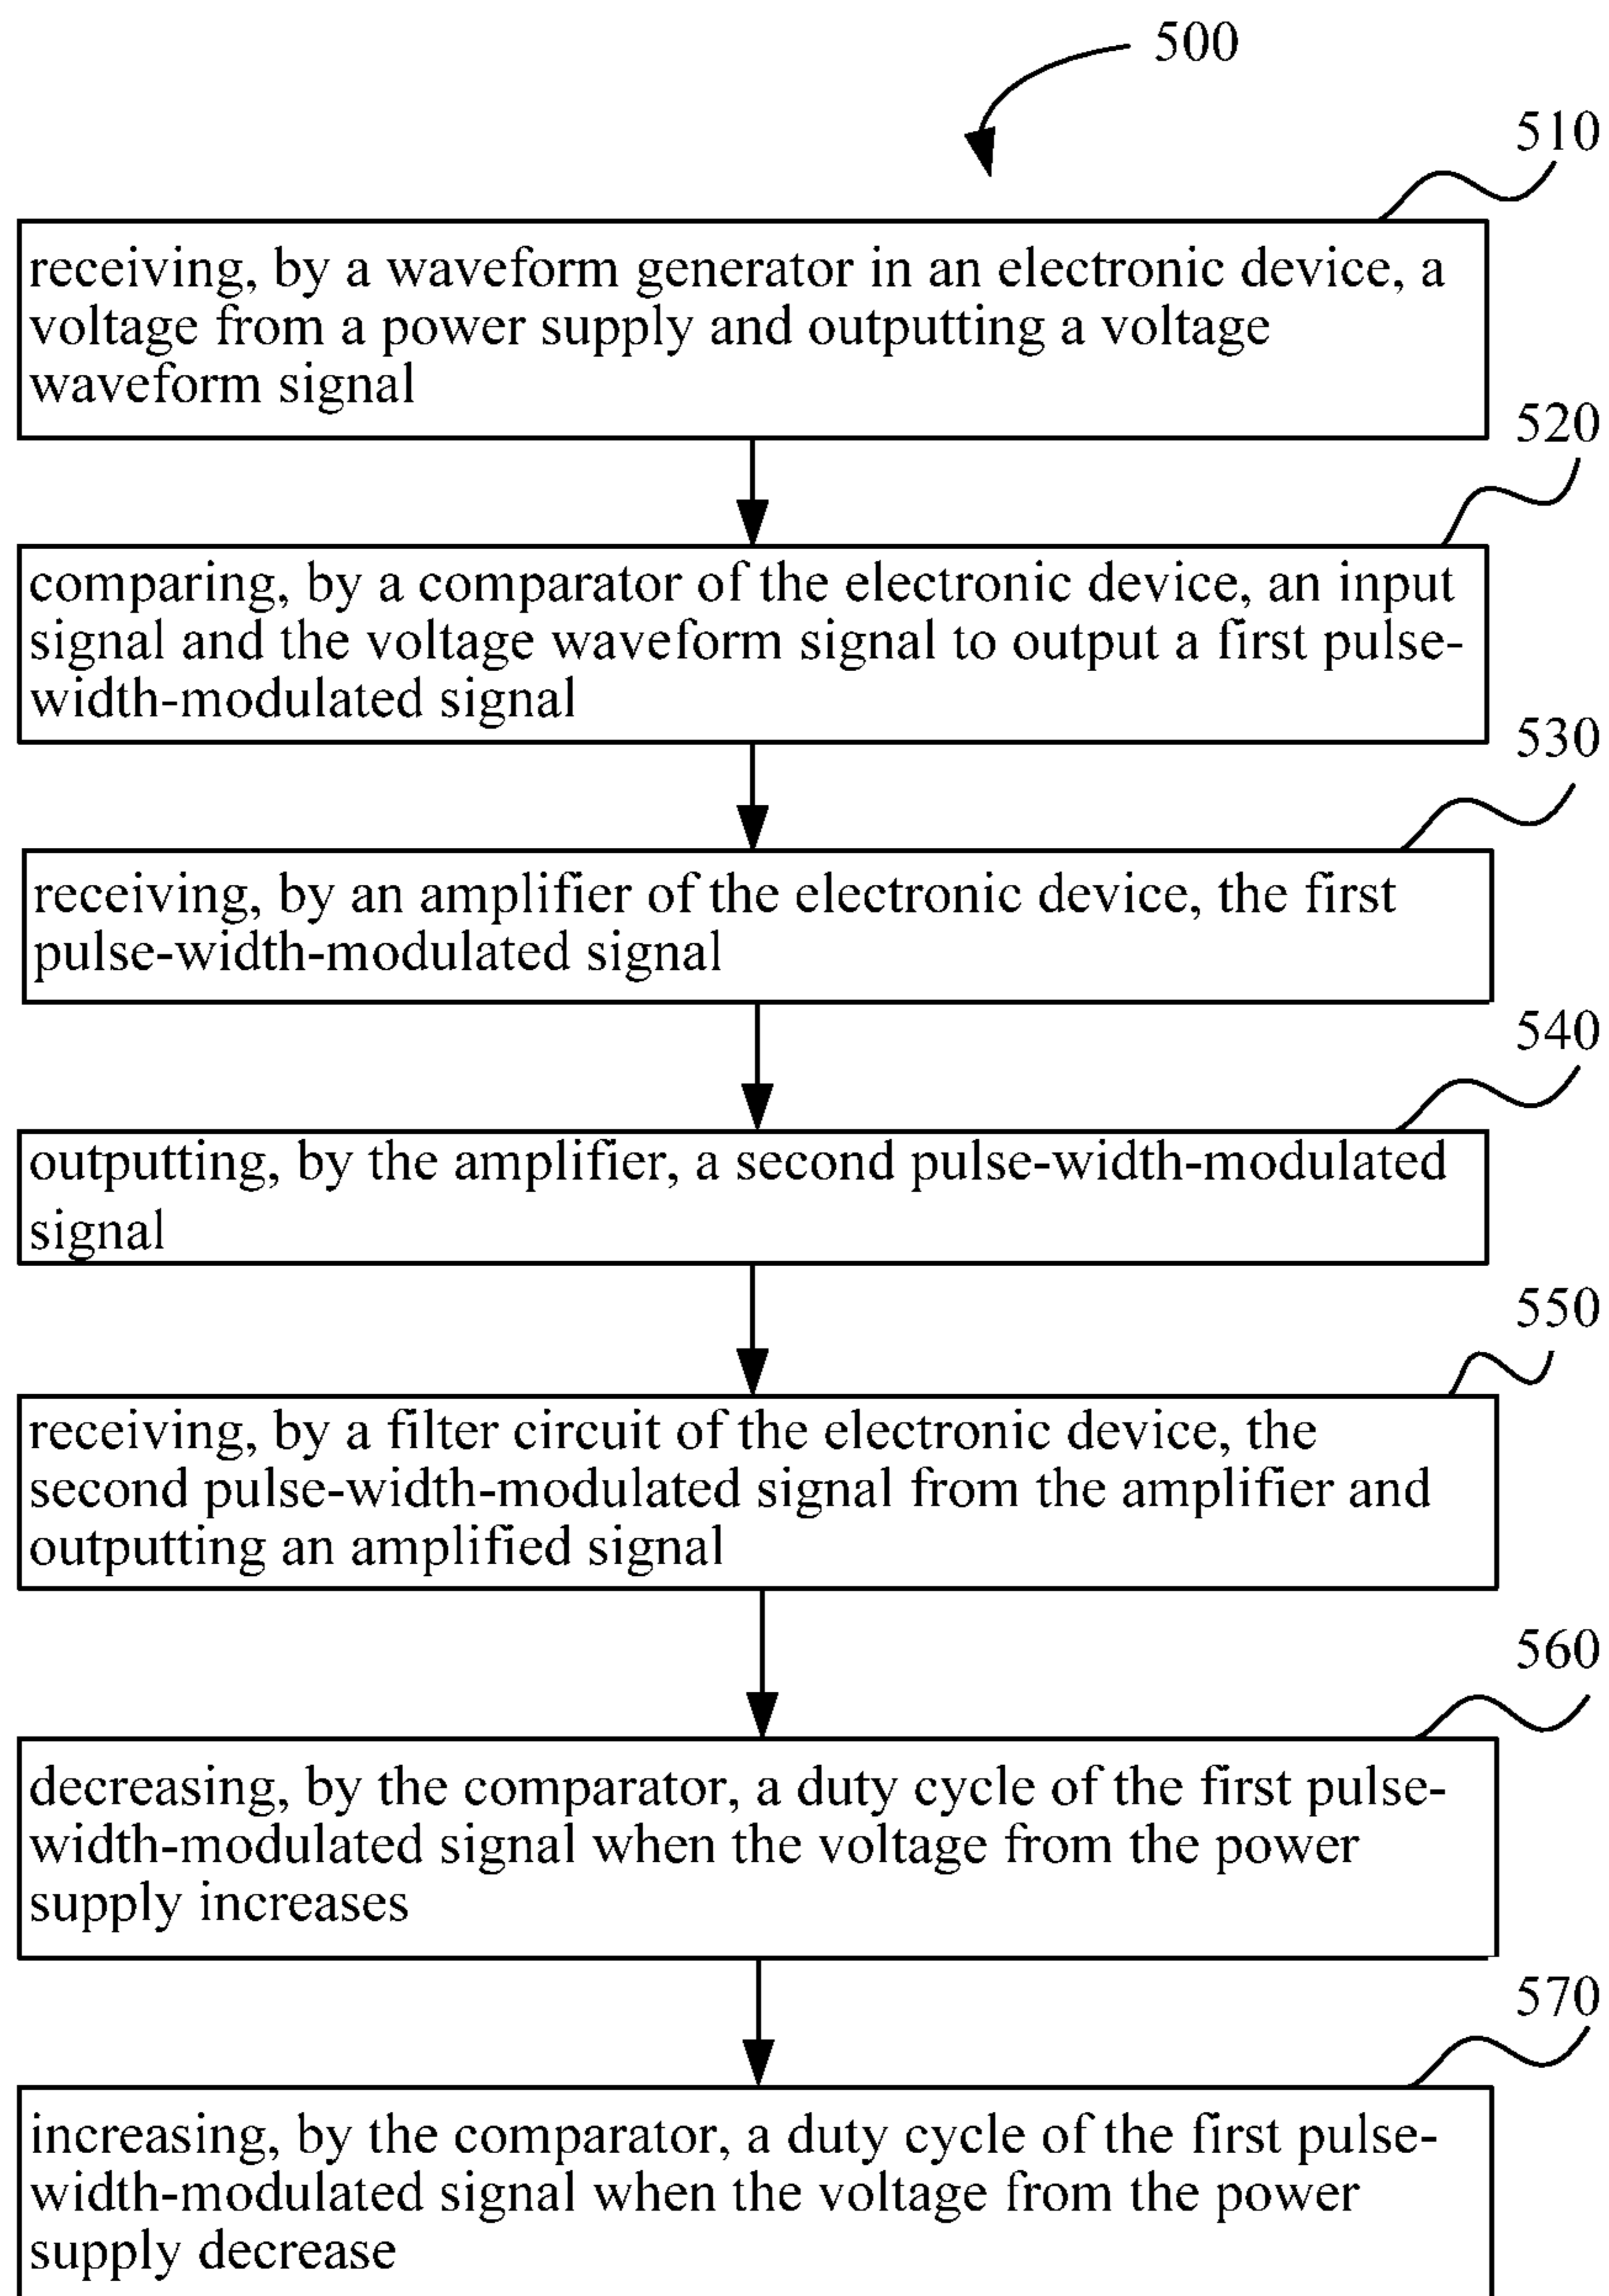 500
510
receiving, by a waveform generator in an electronic device, a
voltage from a power supply and outputting a voltage
waveform signal
520
comparing, by a comparator of the electronic device, an input
signal and the voltage waveform signal to output a first pulse-
width-modulated signal
530
receiving, by an amplifier of the electronic device, the first
pulse-width-modulated signal
540
outputting, by the amplifier, a second pulse-width-modulated
signal
550
receiving, by a filter circuit of the electronic device, the
second pulse-width-modulated signal from the amplifier and
outputting an amplified signal
560
decreasing, by the comparator, a duty cycle of the first pulse-
width-modulated signal when the voltage from the power
supply increases
570
increasing, by the comparator, a duty cycle of the first pulse-
width-modulated signal when the voltage from the power
supply decrease